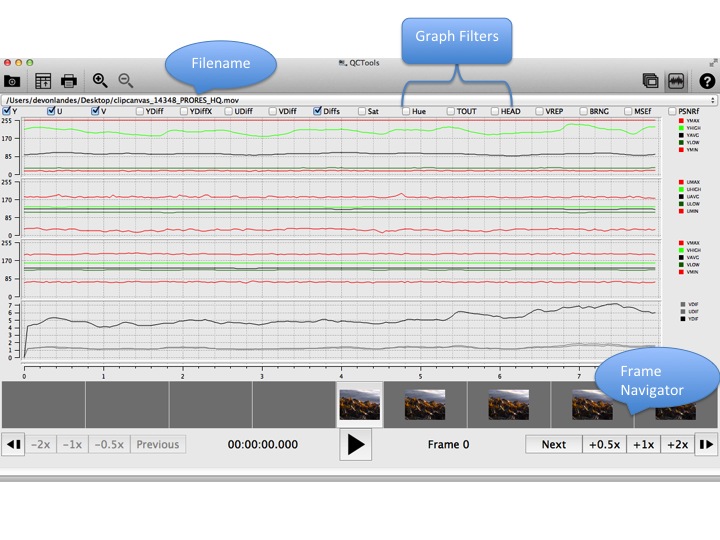 Graph Filters
Filename
QCTools
/Users/devonlandes/Desktop/clipcanvas_14348_PRORES_HQ.mov
Y U V YDiff YDiffX UDiff VDiff Diffs Sat Hue TOUT HEAD VREP BRNG MSEf PSNRf
255
170
85
0
YMAX
YHIGH
YAVG
YLOW
YMIN
255
170
85
0
UMAX
UHIGH
UAVG
ULOW
UMIN
255
170
85
0
VMAX
VHIGH
VAVG
VLOW
VMIN
7
6
5
4
3
2
1
0
VDIF
UDIF
YDIF
0 1 2 3 4 5 6 7
Frame
Navigator
-2x -1x -0.5x Previous 00:00:00.000 Frame 0 Next +0.5x +1x +2x